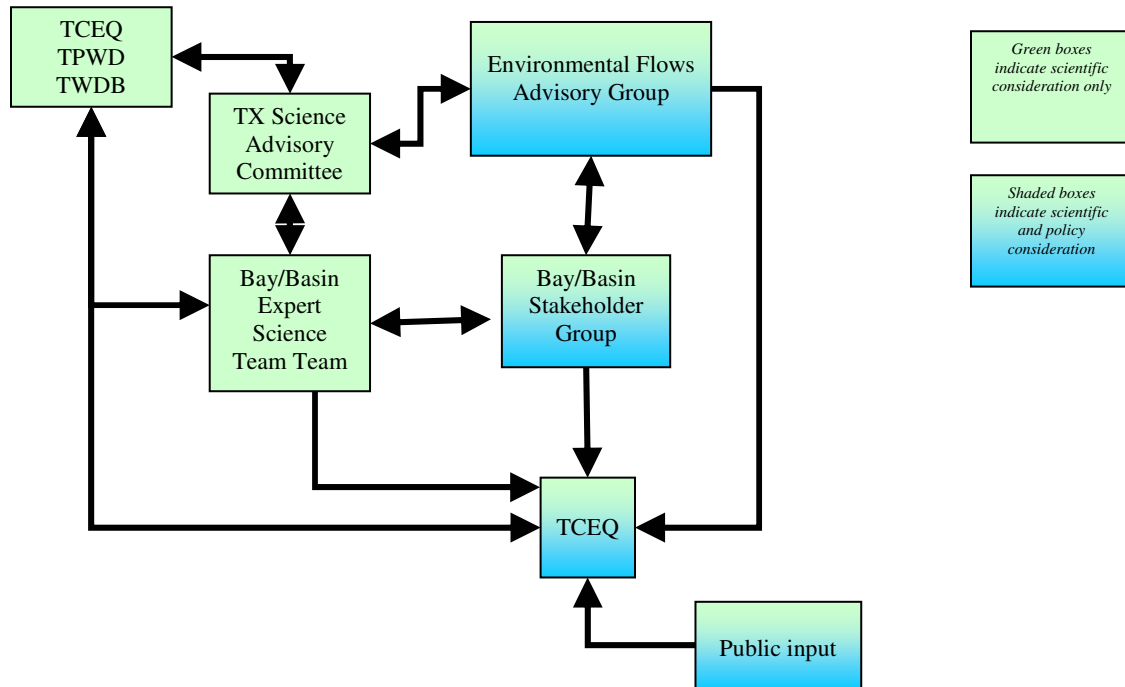 TCEQ
TPWD
TWDB
Environmental Flows
Advisory Group
Green boxes
indicate scientific
consideration only
TX Science
Advisory
Committee
Shaded boxes
indicate scientific
and policy
consideration
Bay/Basin
Expert
Science
Team Team
Bay/Basin
Stakeholder
Group
TCEQ
Public input